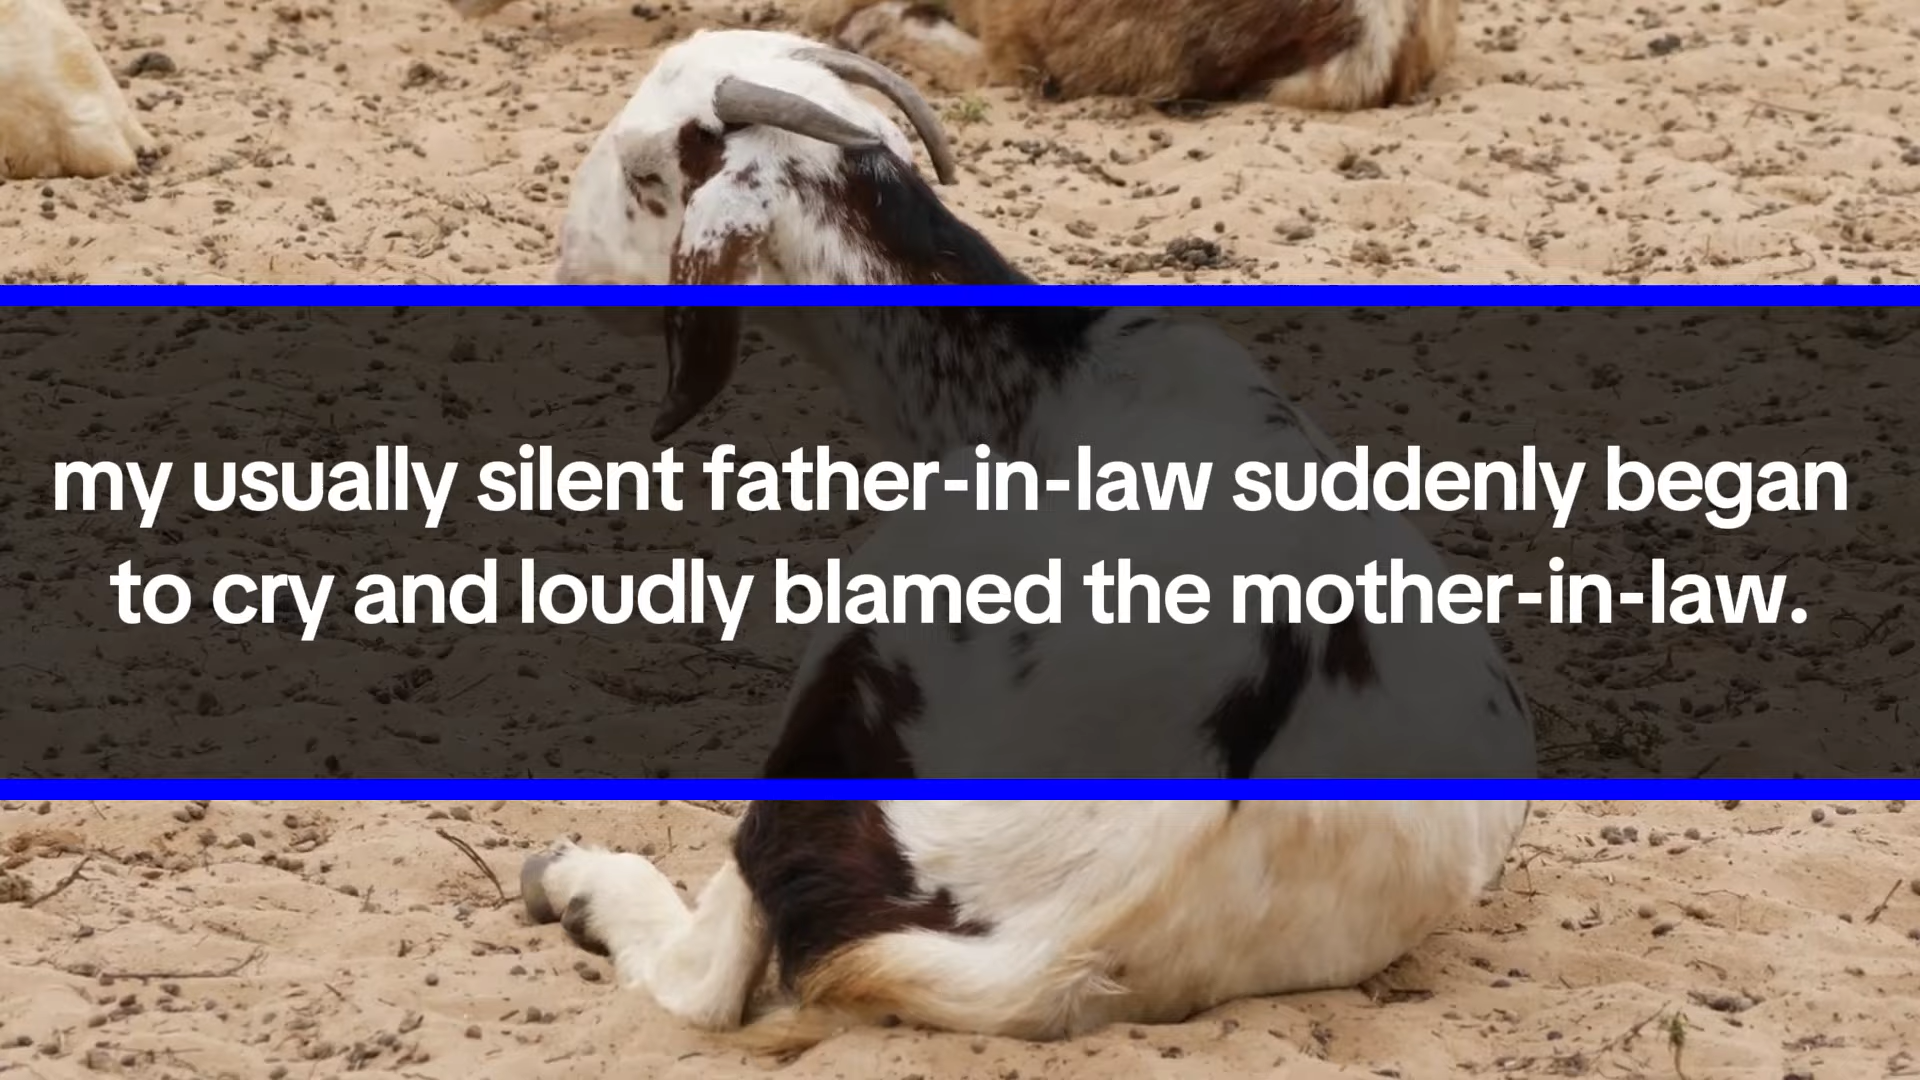 my usually silent father-in-law suddenly began
to cry and loudly blamed the mother-in-law.